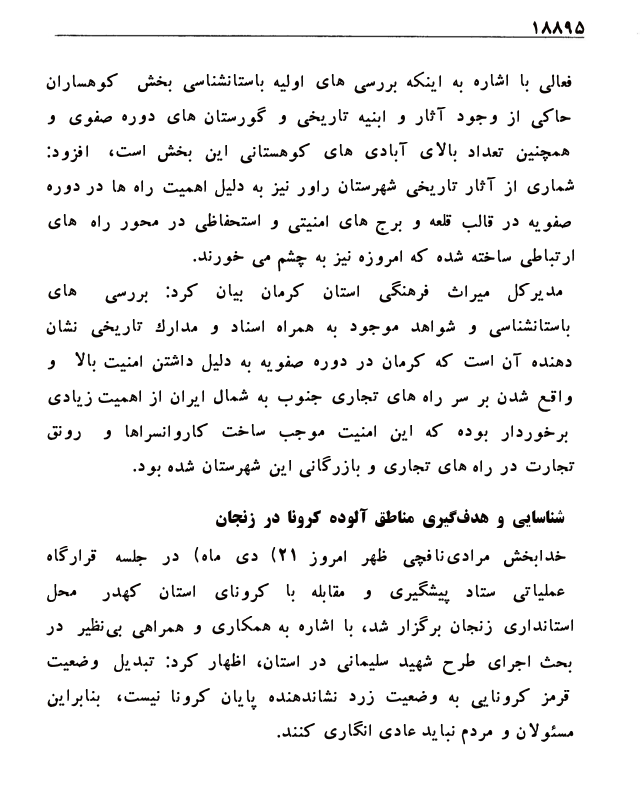 ۱۸۸۹۵
فعالی با اشاره به اینکه بررسی های اولیه باستانشناسی بخش کوهساران
حاکی از وجود آثار و ابنیه تاریخی و گورستان های دوره صفوی و
همچنین تعداد بالای آبادی های کوهستانی این بخش است، افزود:
شماری از آثار تاریخی شهرستان راور نیز به دلیل اهمیت راه ها در دوره
صفویه در قالب قلعه و برج های امنیتی و استحفاظی در محور راه های
ارتباطی ساخته شده که امروزه نیز به چشم می خورند.
مدیرکل میراث فرهنگی استان کرمان بیان کرد: بررسی های
باستانشناسی و شواهد موجود به همراه اسناد و مدارك تاریخی نشان
دهنده آن است که کرمان در دوره صفویه به دلیل داشتن امنیت بالا و
واقع شدن بر سر راه های تجاری جنوب به شمال ایران از اهمیت زیادی
برخوردار بوده که این امنیت موجب ساخت کاروانسراها و رونق
تجارت در راه های تجاری و بازرگانی این شهرستان شده بود.
شناسایی و هدف‌گیری مناطق آلوده کرونا در زنجان
خدابخش مرادی‌نافچی ظهر امروز ۲۱) دی ماه) در جلسه قرارگاه
عملیاتی ستاد پیشگیری و مقابله با کرونای استان کهدر محل
استانداری زنجان برگزار شد، با اشاره به همکاری و همراهی بی‌نظیر در
بحث اجرای طرح شهید سلیمانی در استان، اظهار کرد: تبدیل وضعیت
قرمز کرونایی به وضعیت زرد نشاندهنده پایان کرونا نیست، بنابراین
مسئولان و مردم نباید عادی انگاری کنند.